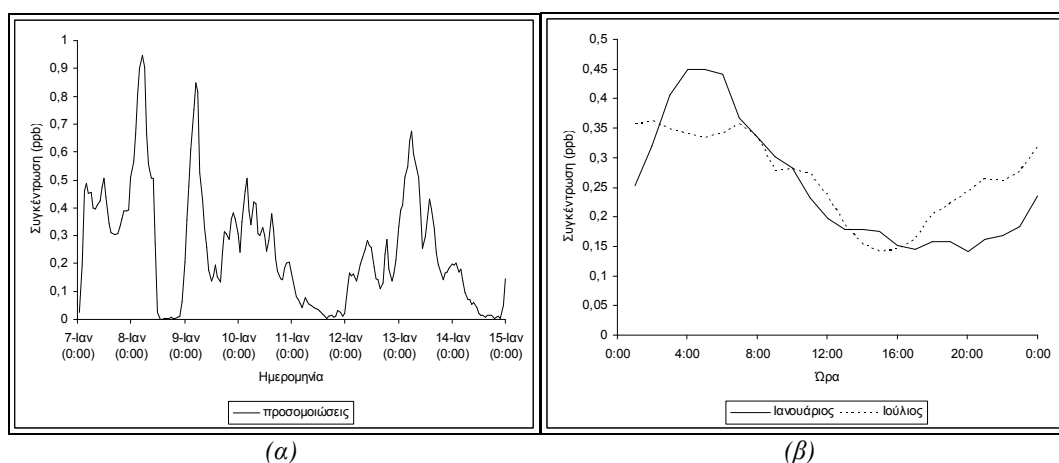 Συγκέντρωση (ppb)
1
0,9
0,8
0,7
0,6
0,5
0,4
0,3
0,2
0,1
0
7-Ιαν 8-Ιαν 9-Ιαν 10-Ιαν 11-Ιαν 12-Ιαν 13-Ιαν 14-Ιαν 15-Ιαν
(0:00) (0:00) (0:00) (0:00) (0:00) (0:00) (0:00) (0:00) (0:00)
Ημερομηνία
προσομοιώσεις
(α)
Συγκέντρωση (ppb)
0,5
0,45
0,4
0,35
0,3
0,25
0,2
0,15
0,1
0,05
0
0:00 4:00 8:00 12:00 16:00 20:00 0:00
Ώρα
Ιανουάριος Ιούλιος
(β)